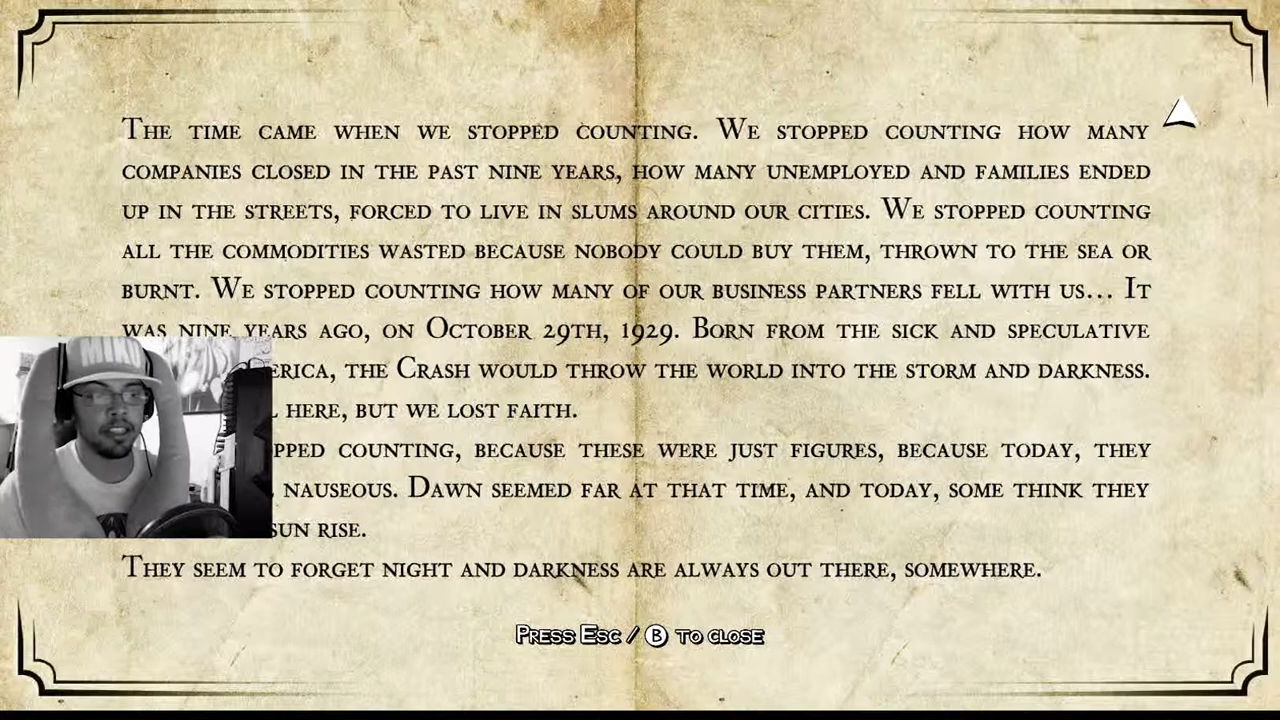 The time came when we stopped counting. We stopped counting how many
companies closed in the past nine years, how many unemployed and families ended
up in the streets, forced to live in slums around our cities. We stopped counting
all the commodities wasted because nobody could buy them, thrown to the sea or
burnt. We stopped counting how many of our business partners fell with us... It
was nine years ago, on October 29th, 1929. Born from the sick and speculative
erica, the Crash would throw the world into the storm and darkness.
here, but we lost faith.
pped counting, because these were just figures, because today, they
nauseous. Dawn seemed far at that time, and today, some think they
sun rise.
They seem to forget night and darkness are always out there, somewhere.
Press Esc / B to close